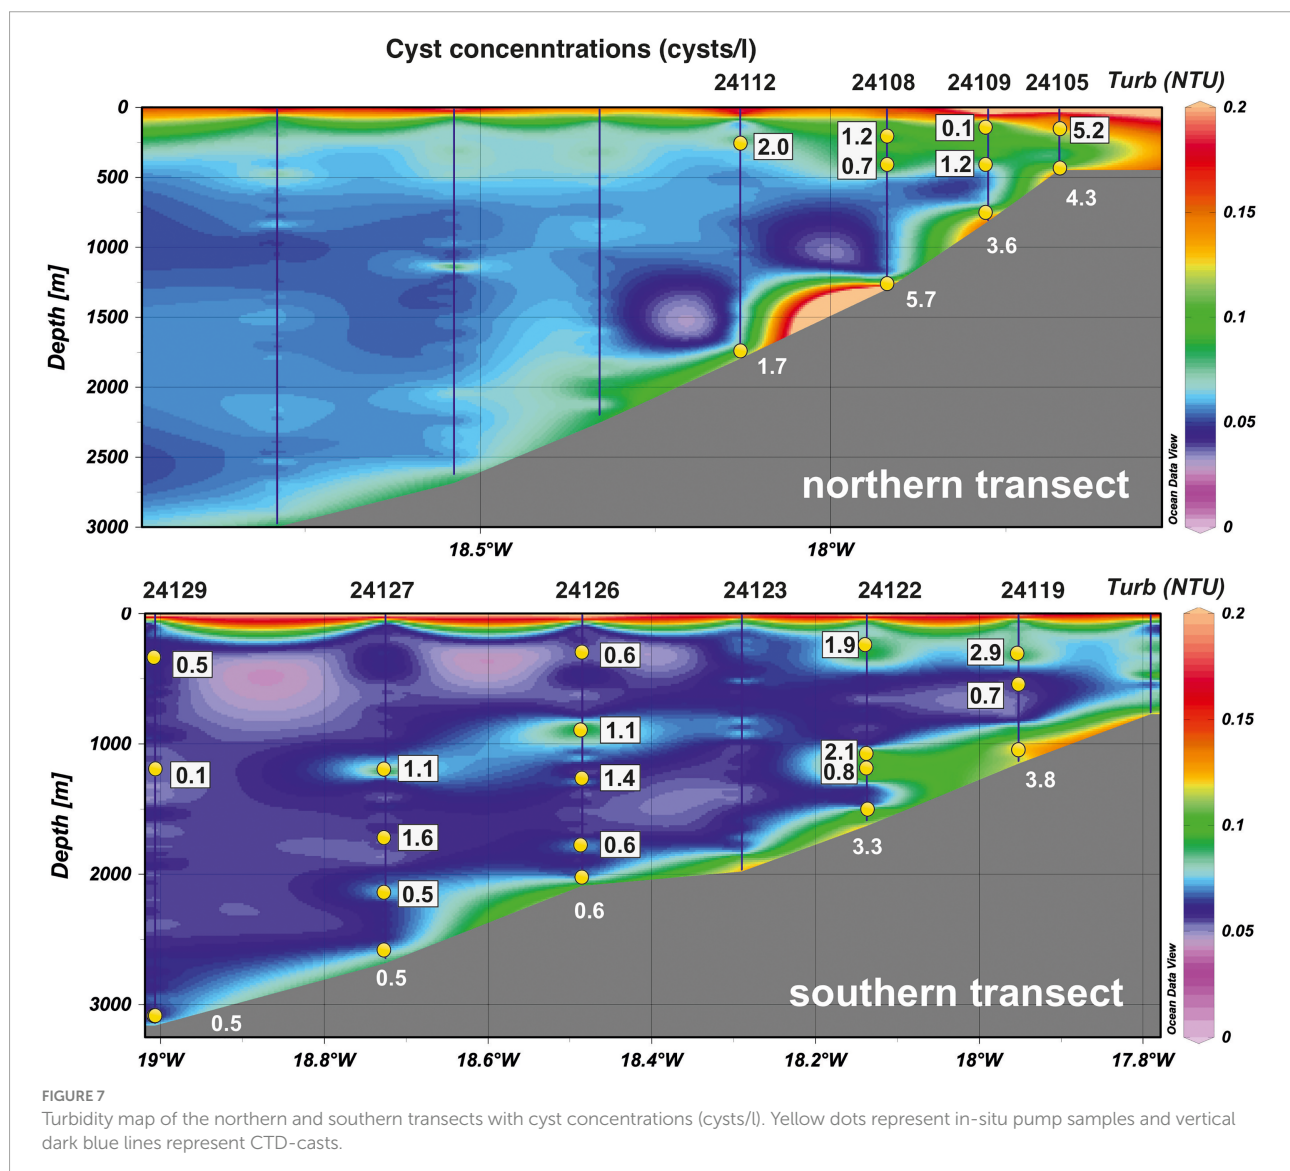 Cyst concenntrations (cysts/l)
24112 24108 24109 24105 Turb (NTU)
0 0.2
0.1 5.2
1.2
2.0
0.7 1.2
500
4.3
0.15
1000 3.6
5.7
Depth [m]
1500 0.1
1.7
2000
0.05
2500
northern transect
Ocean Data View
3000 0
18.5°W 18°W
24129 24127 24126 24123 24122 24119 Turb (NTU)
0 0.2
1.9 2.9
0.5 0.6
0.7
0.15
1.1
1000 2.1
0.1 1.1 1.4 0.8 3.8
Depth [m]
1.6 0.6 3.3 0.1
2000
0.5
0.6
0.05
0.5
southern transect
3000
0.5
Ocean Data View
0
19°W 18.8°W 18.6°W 18.4°W 18.2°W 18°W 17.8°W
FIGURE 7
Turbidity map of the northern and southern transects with cyst concentrations (cysts/l). Yellow dots represent in-situ pump samples and vertical
dark blue lines represent CTD-casts.